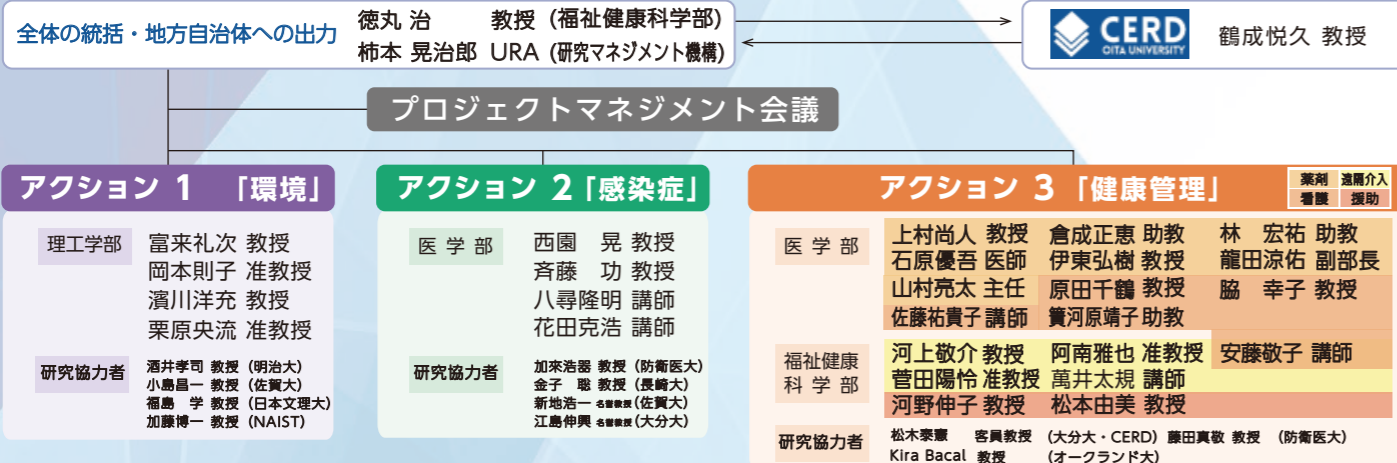 全体の統括・地方自治体への出力
徳丸 治 教授 (福祉健康科学部)
柿本 晃治郎 URA (研究マネジメント機構)
CERD
OITA UNIVERSITY
鶴成悦久 教授
プロジェクトマネジメント会議
アクション 1 「環境」
理工学部
富来礼次 教授
岡本則子 准教授
濱川洋充 教授
栗原央流 准教授
研究協力者
酒井孝司 教授 (明治大)
小島昌一 教授 (佐賀大)
福島 学 教授 (日本文理大)
加藤博一 教授 (NAIST)
アクション 2「感染症」
医学部
西園 晃 教授
斉藤 功 教授
八尋隆明 講師
花田克浩 講師
研究協力者
加來浩器 教授 (防衛医大)
金子 聰 教授 (長崎大)
新地浩一 名誉教授 (佐賀大)
江島伸興 名誉教授 (大分大)
アクション 3 「健康管理」
薬剤 遠隔介入
看護 援助
医学部
上村尚人 教授 倉成正恵 助教 林 宏祐 助教
石原優吾 医師 伊東弘樹 教授 龍田涼佑 副部長
山村亮太 主任 原田千鶴 教授 脇 幸子 教授
佐藤祐貴子 講師 簀河原靖子 助教
福祉健康
科学部
河上敬介 教授 阿南雅也 准教授 安藤敬子 講師
菅田陽怜 准教授 萬井太規 講師
河野伸子 教授 松本由美 教授
研究協力者
松木泰憲 客員教授 (大分大・CERD) 藤田真敬 教授 (防衛医大)
Kira Bacal 教授 (オークランド大)